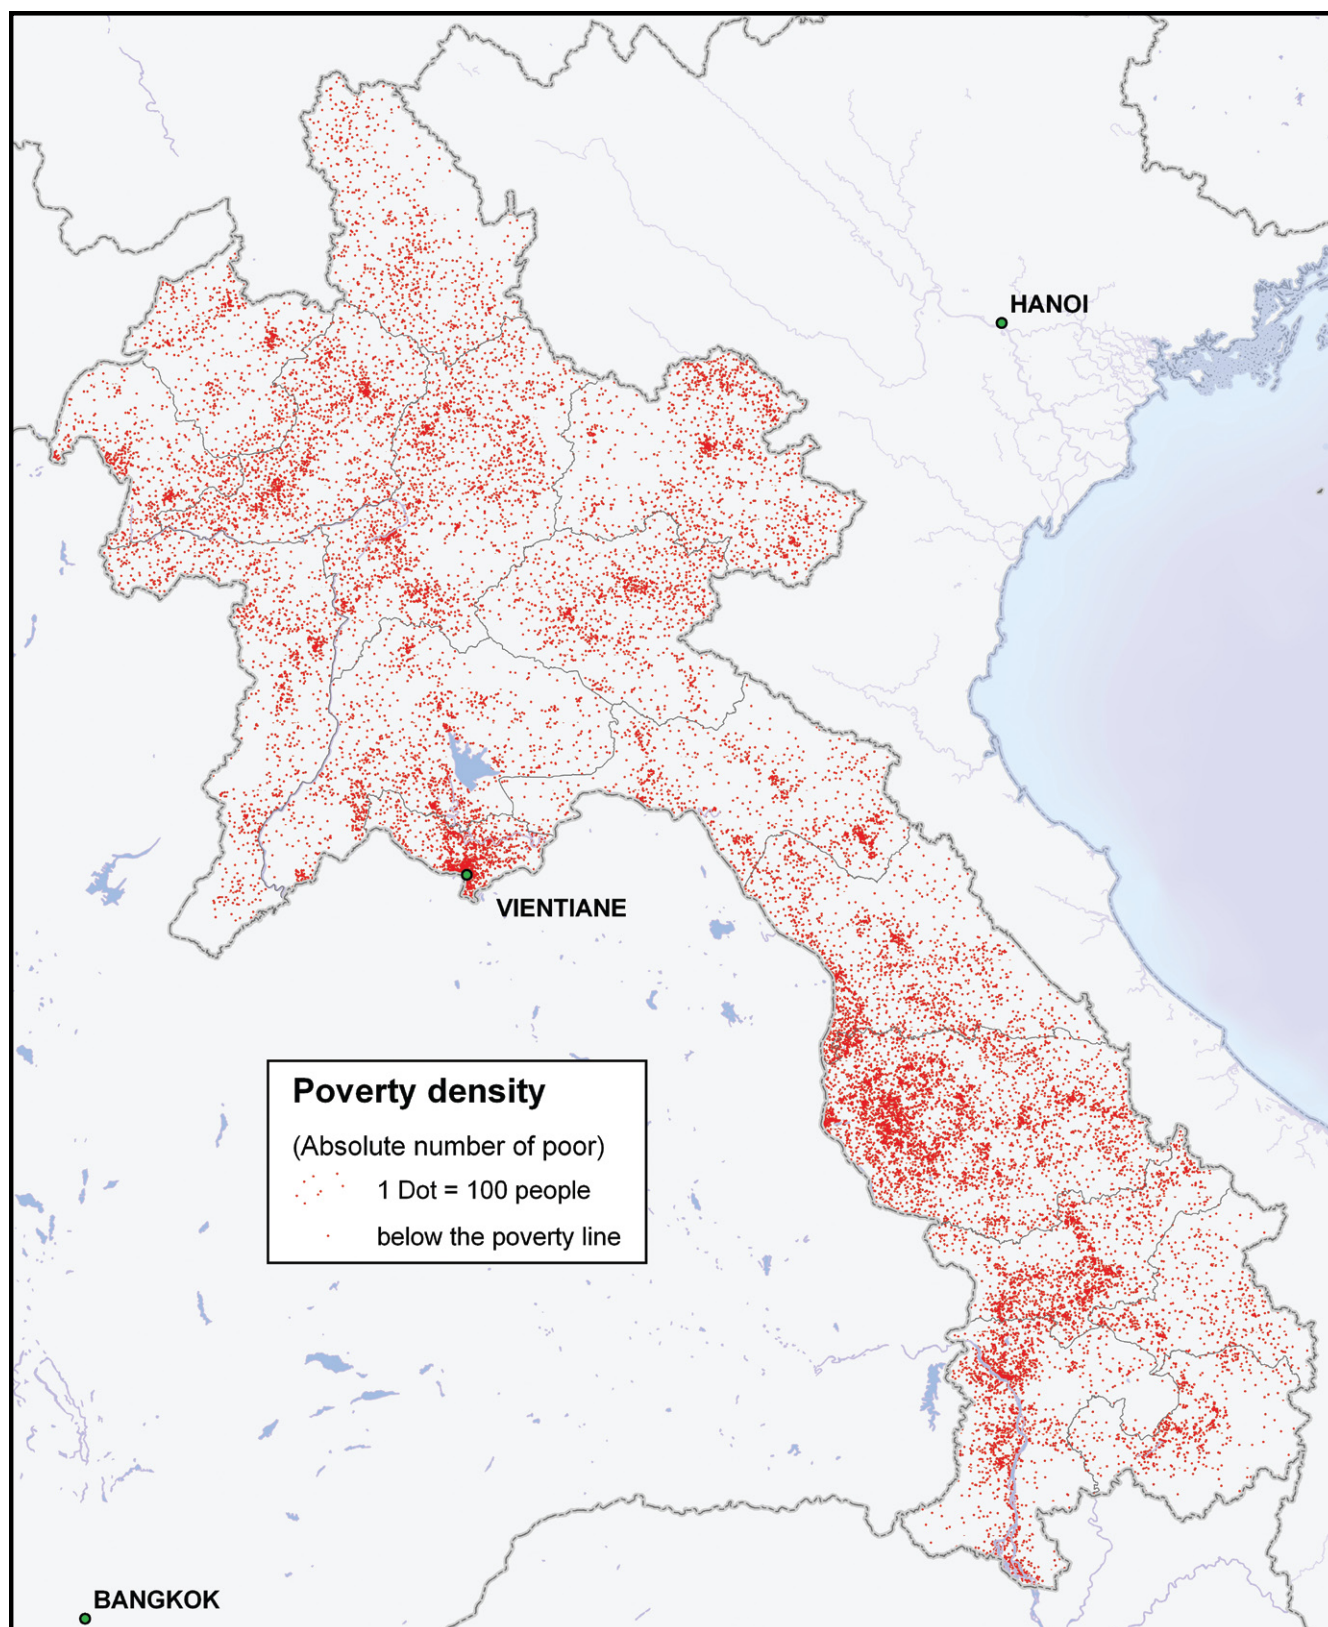 HANOI
VIENTIANE
Poverty density
(Absolute number of poor)
1 Dot = 100 people
below the poverty line
BANGKOK